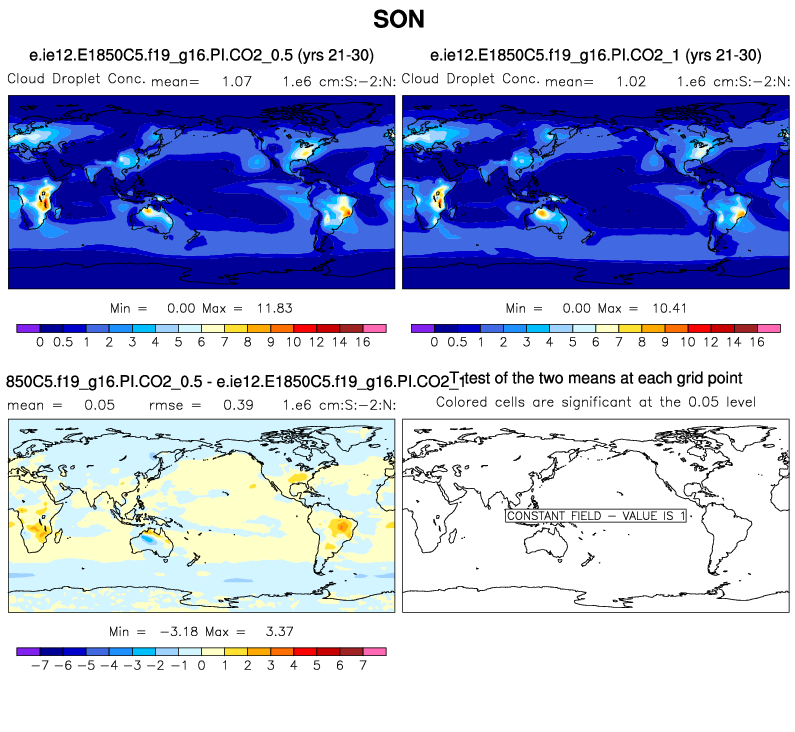 SON
e.ie12.E1850C5.f19_g16.PI.CO2_0.5 (yrs 21-30)
e.ie12.E1850C5.f19_g16.PI.CO2_1 (yrs 21-30)
Cloud Droplet Conc. mean= 1.07 1.e6 cm:S:−2:N:
Cloud Droplet Conc. mean= 1.02 1.e6 cm:S:−2:N:
Min = 0.00 Max = 11.83
Min = 0.00 Max = 10.41
0 0.5 1 2 3 4 5 6 7 8 9 10 12 14 16
0 0.5 1 2 3 4 5 6 7 8 9 10 12 14 16
850C5.f19_g16.PI.CO2_0.5 - e.ie12.E1850C5.f19_g16.PI.CO2_1
T-test of the two means at each grid point
mean = 0.05 rmse = 0.39 1.e6 cm:S:−2:N:
Colored cells are significant at the 0.05 level
CONSTANT FIELD − VALUE IS 1
Min = −3.18 Max = 3.37
−7 −6 −5 −4 −3 −2 −1 0 1 2 3 4 5 6 7